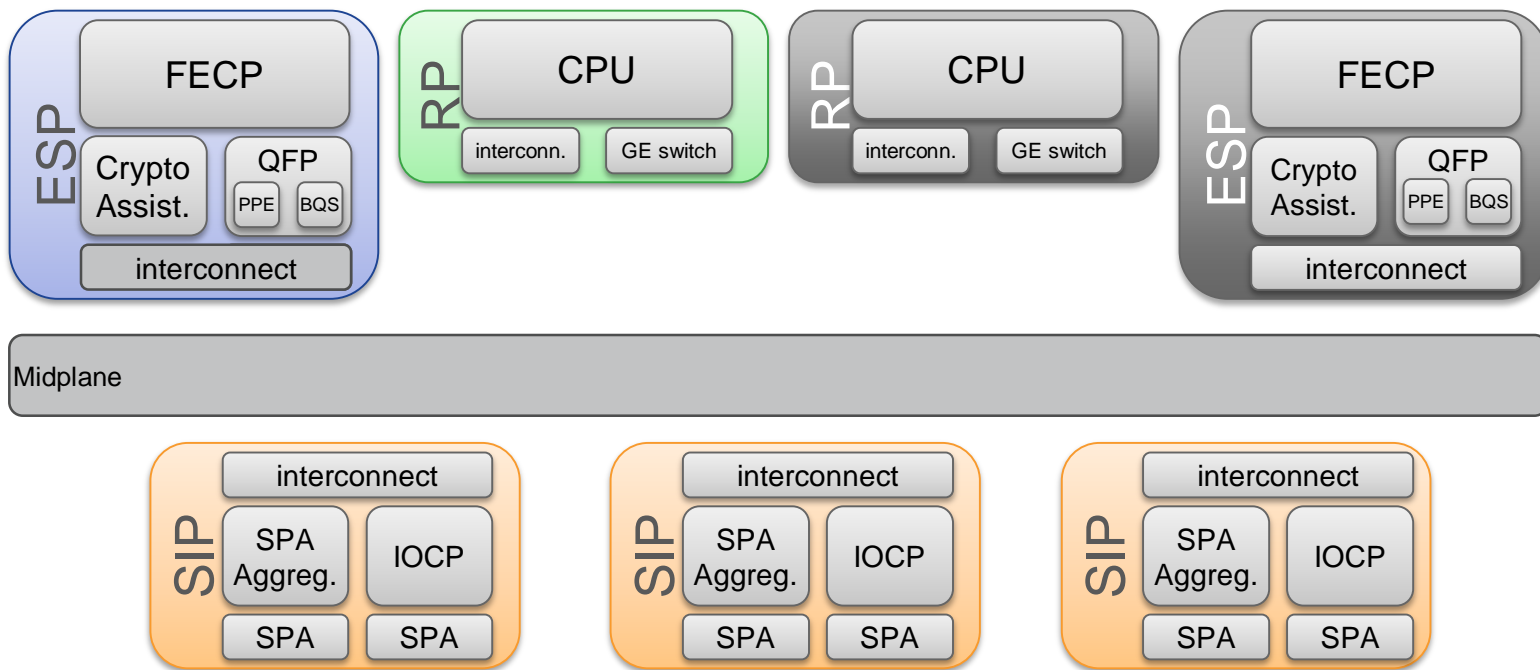 ESP
FECP
Crypto
Assist.
QFP
PPE
BQS
interconnect
RP
CPU
interconn.
GE switch
RP
CPU
interconn.
GE switch
ESP
FECP
Crypto
Assist.
QFP
PPE
BQS
interconnect
Midplane
SIP
interconnect
SPA
Aggreg.
IOCP
SPA
SPA
SIP
interconnect
SPA
Aggreg.
IOCP
SPA
SPA
SIP
interconnect
SPA
Aggreg.
IOCP
SPA
SPA